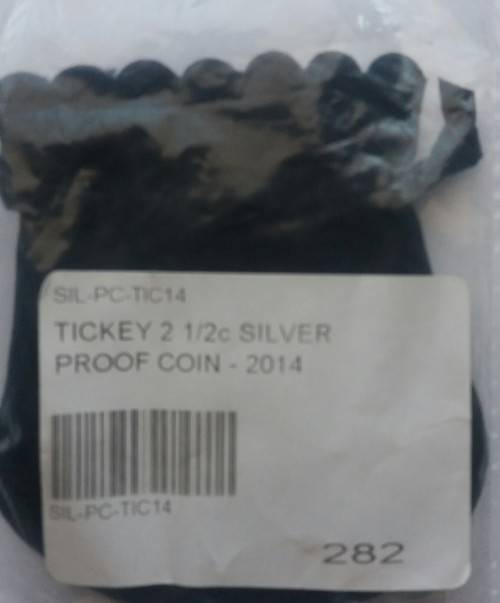 SIL-PC-TIC14
TICKEY 2 1/2c SILVER
PROOF COIN - 2014
SIL-PC-TIC14
282